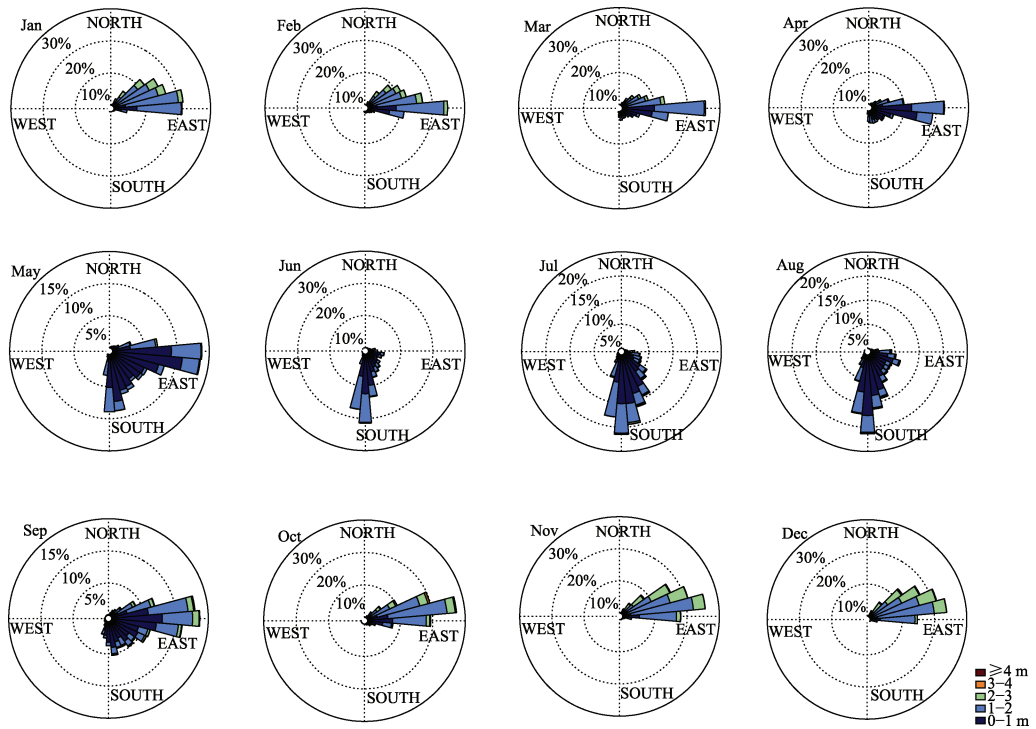 Jan
NORTH
30%
20%
10%
WEST
EAST
SOUTH
Feb
NORTH
30%
20%
10%
WEST
EAST
SOUTH
Mar
NORTH
30%
20%
10%
WEST
EAST
SOUTH
Apr
NORTH
30%
20%
10%
WEST
EAST
SOUTH
May
NORTH
15%
10%
5%
WEST
EAST
SOUTH
Jun
NORTH
30%
20%
10%
WEST
EAST
SOUTH
Jul
NORTH
20%
15%
10%
5%
WEST
EAST
SOUTH
Aug
NORTH
20%
15%
10%
5%
WEST
EAST
SOUTH
Sep
NORTH
15%
10%
5%
WEST
EAST
SOUTH
Oct
NORTH
30%
20%
10%
WEST
EAST
SOUTH
Nov
NORTH
30%
20%
10%
WEST
EAST
SOUTH
Dec
NORTH
30%
20%
10%
WEST
EAST
SOUTH
⩾4 m
3−4
2−3
1−2
0−1 m